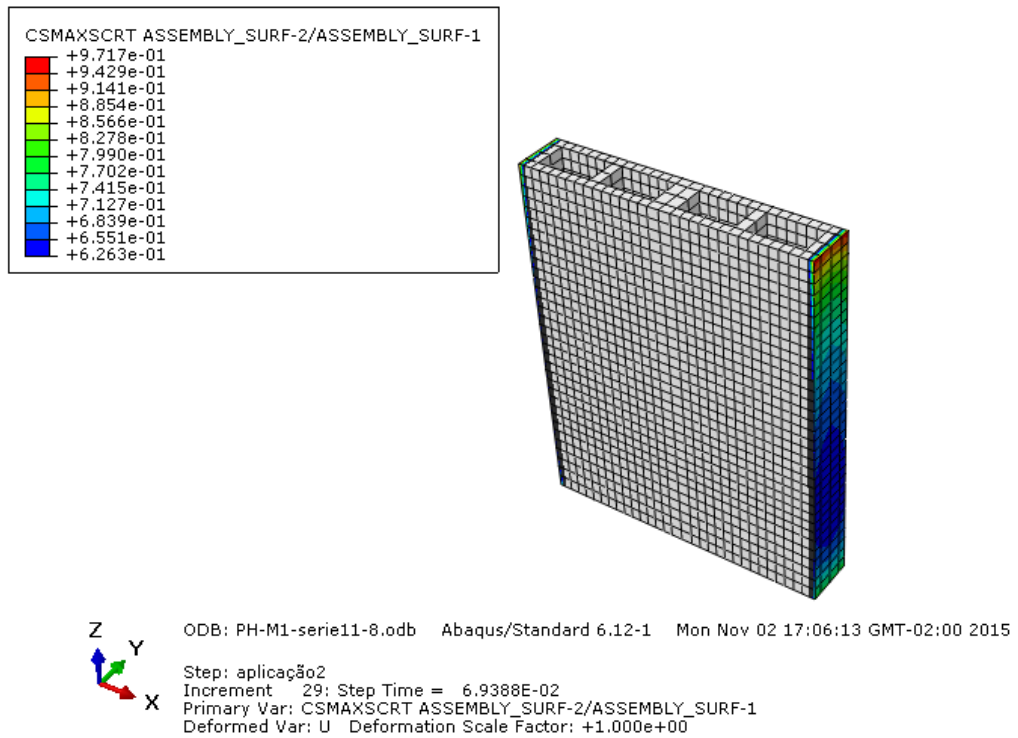 CSMAXSCRT ASSEMBLY_SURF-2/ASSEMBLY_SURF-1
+9.717e-01
+9.429e-01
+9.141e-01
+8.854e-01
+8.566e-01
+8.278e-01
+7.990e-01
+7.702e-01
+7.415e-01
+7.127e-01
+6.839e-01
+6.551e-01
+6.263e-01
Z
Y
X
ODB: PH-M1-serie11-8.odb Abaqus/Standard 6.12-1 Mon Nov 02 17:06:13 GMT-02:00 2015
Step: aplicação2
Increment 29: Step Time = 6.9388E-02
Primary Var: CSMAXSCRT ASSEMBLY_SURF-2/ASSEMBLY_SURF-1
Deformed Var: U Deformation Scale Factor: +1.000e+00